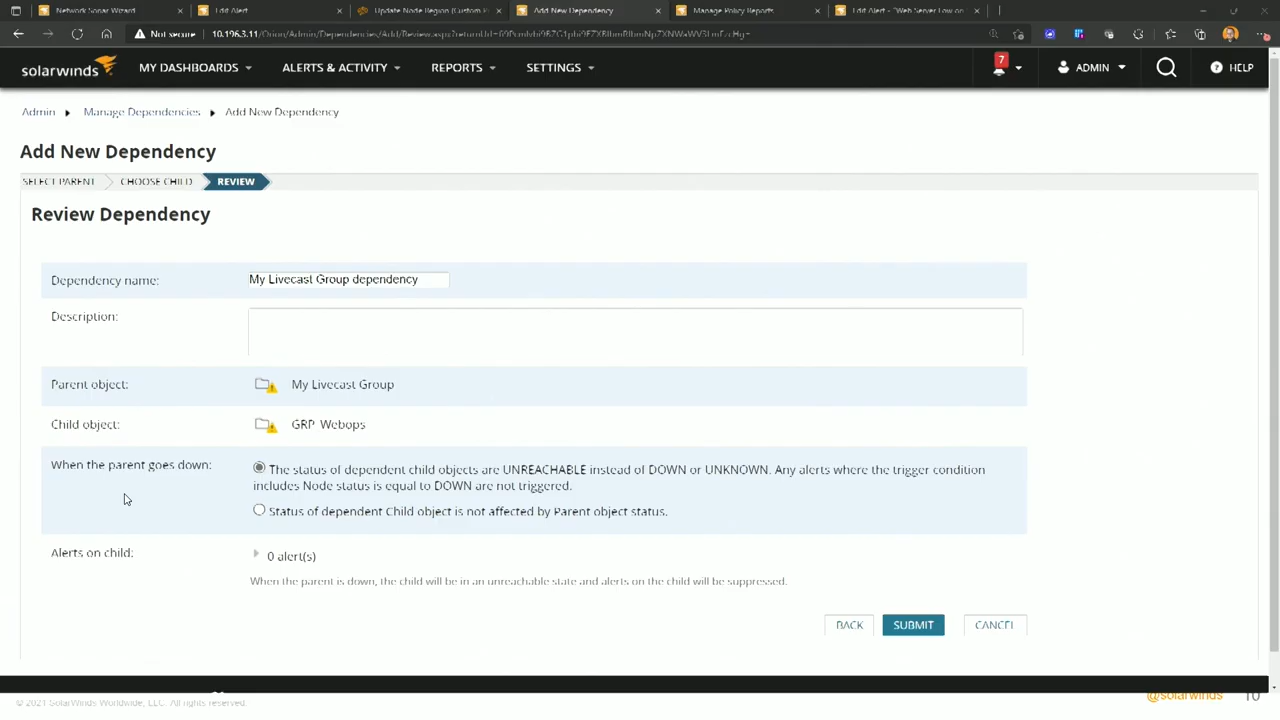 Network Sonar Wizard
Edit Alert
Update Node Region (Custom P
Add New Dependency
Manage Policy Reports
Edit Alert - "Web Server Low on
Not secure
solarwinds
MY DASHBOARDS
ALERTS & ACTIVITY
REPORTS
SETTINGS
7
ADMIN
HELP
Admin
Manage Dependencies
Add New Dependency
Add New Dependency
SELECT PARENT
CHOOSE CHILD
REVIEW
Review Dependency
Dependency name:
My Livecast Group dependency
Description:
Parent object:
My Livecast Group
Child object:
GRP Webops
When the parent goes down:
The status of dependent child objects are UNREACHABLE instead of DOWN or UNKNOWN. Any alerts where the trigger condition
includes Node status is equal to DOWN are not triggered.
Status of dependent Child object is not affected by Parent object status.
Alerts on child:
0 alert(s)
When the parent is down, the child will be in an unreachable state and alerts on the child will be suppressed.
BACK
SUBMIT
CANCEL
© 2021 SolarWinds Worldwide, LLC. All rights reserved.
@solarwinds
10